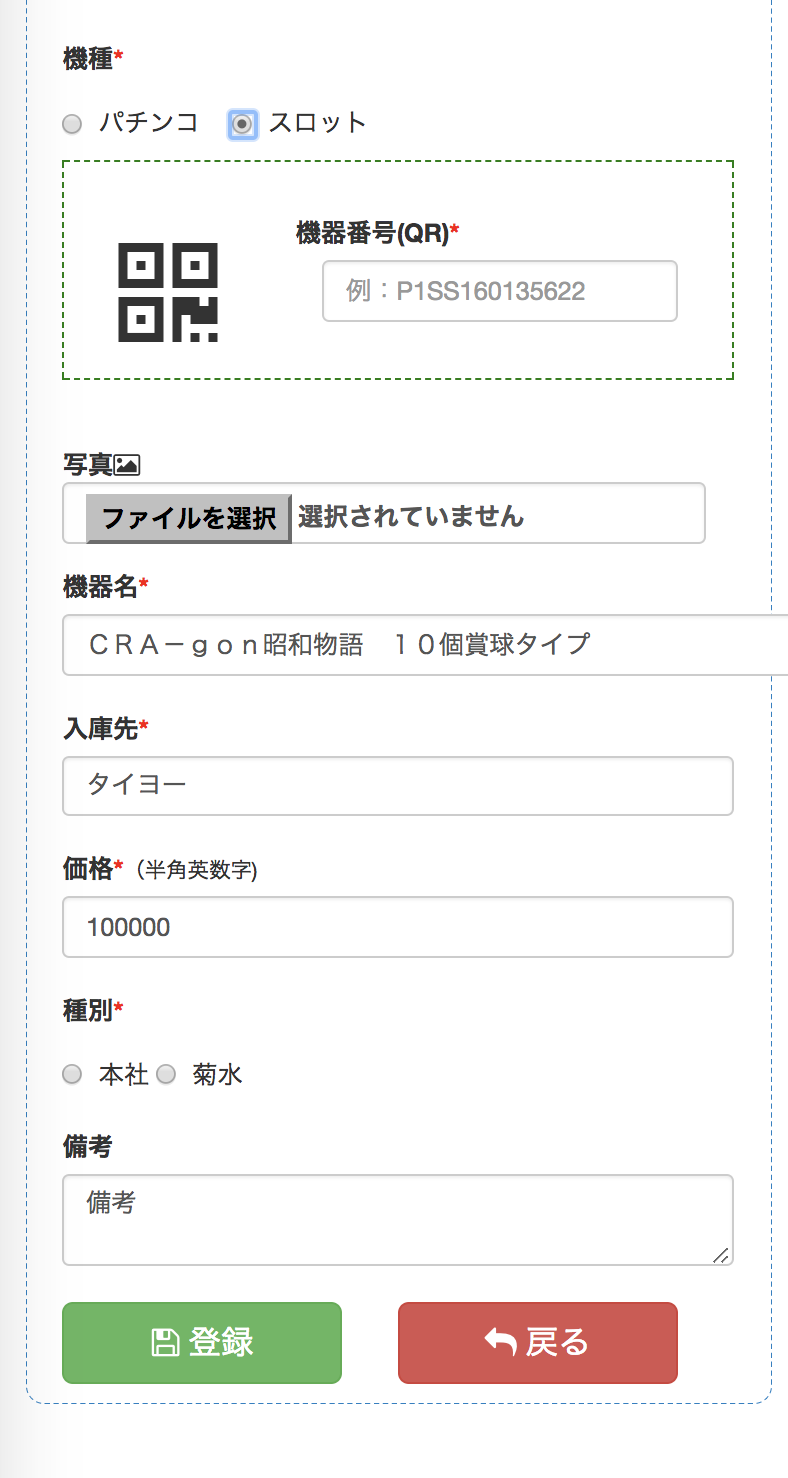 機種*
パチンコ スロット
機器番号(QR)*
例：P1SS160135622
写真
ファイルを選択 選択されていません
機器名*
ＣＲＡ－ｇｏｎ昭和物語　１０個賞球タイプ
入庫先*
タイヨー
価格* （半角英数字)
100000
種別*
本社 菊水
備考
備考
登録 戻る